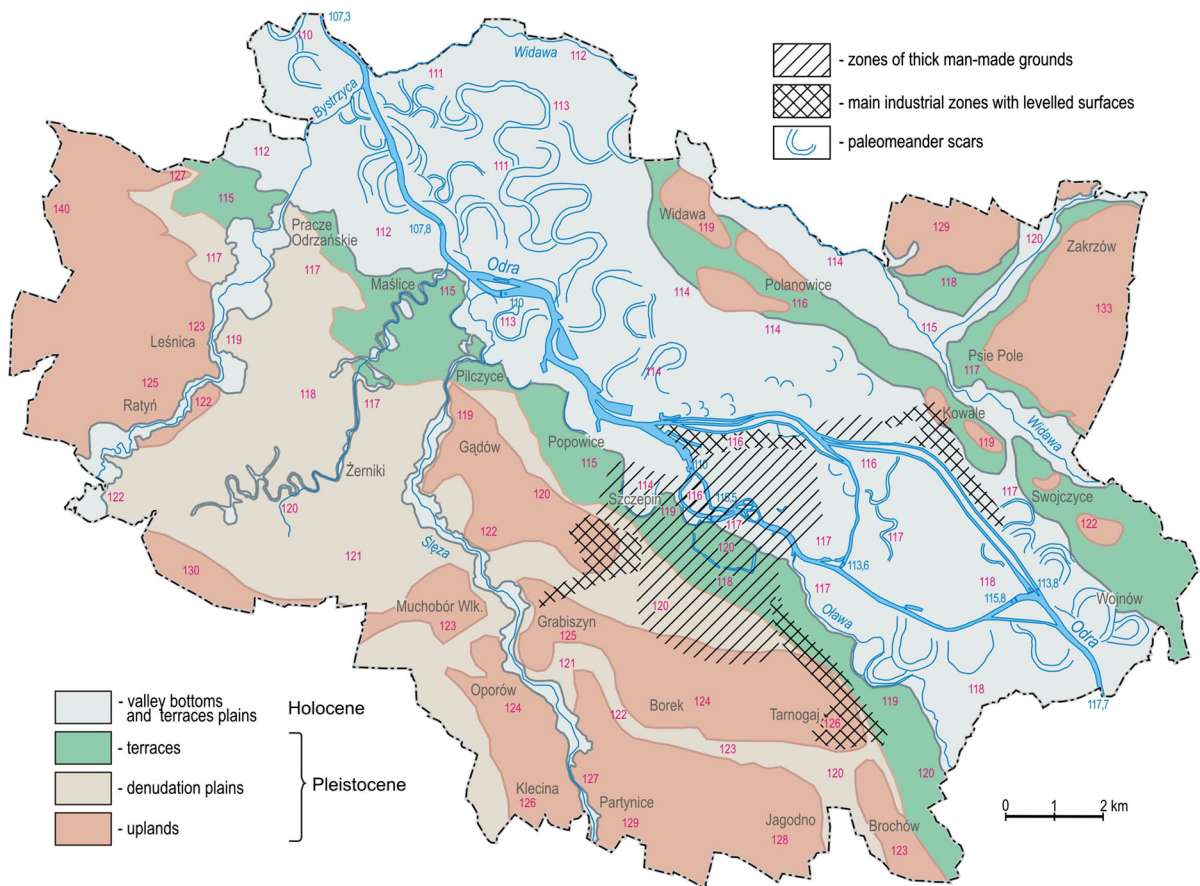 107,3
110
Widawa
112
111
Bystrzyca
113
- zones of thick man-made grounds
- main industrial zones with levelled surfaces
- paleomeander scars
112
111
127
140
115
Pracze
Odrzańskie
112
107,8
117
117
Widawa
119
129
120
Zakrzów
114
118
Odra
Maślice
115
110
113
114
Polanowice
116
114
133
115
123
119
Leśnica
125
Ratyń
122
118
117
Pilczyce
114
Psie Pole
117
119
Gądów
Popowice
115
Kowale
119
Widawa
116
110
116
Żerniki
122
120
120
114
Szczepin
119
116
116,5
117
117
Swojczyce
122
122
117
117
121
Ślęza
120
118
113,6
117
118
113,8
115,8
130
Muchobór Wlk.
123
Grabiszyn
125
120
Oława
Wojnów
Odra
121
Oporów
124
122
Borek
124
Tarnogaj
126
119
118
117,7
123
120
120
- valley bottoms
and terraces plains
Holocene
- terraces
Pleistocene
- denudation plains
- uplands
127
Klecina
126
Partynice
129
Jagodno
128
Brochów
123
0 1 2 km